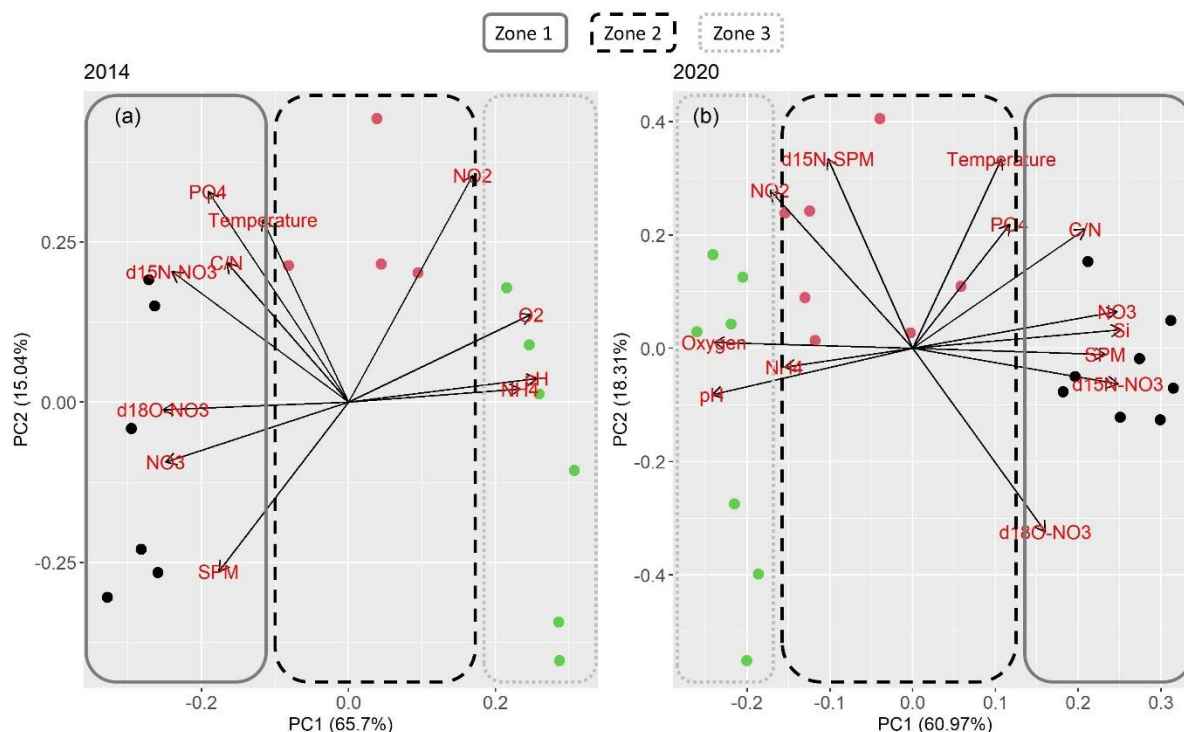 Zone 1
Zone 2
Zone 3
2014
(a)
PO4
NO2
Temperature
C/N
d15N-NO3
O2
pH
NH4
d18O-NO3
NO3
SPM
0.25
0.00
-0.25
PC2 (15.04%)
-0.2
0.0
0.2
PC1 (65.7%)
2020
(b)
d15N-SPM
Temperature
NO2
PO4
C/N
NO3
Si
Oxygen
SPM
NH4
d15N-NO3
pH
d18O-NO3
0.4
0.2
0.0
-0.2
-0.4
PC2 (18.31%)
-0.2
-0.1
0.0
0.1
0.2
0.3
PC1 (60.97%)